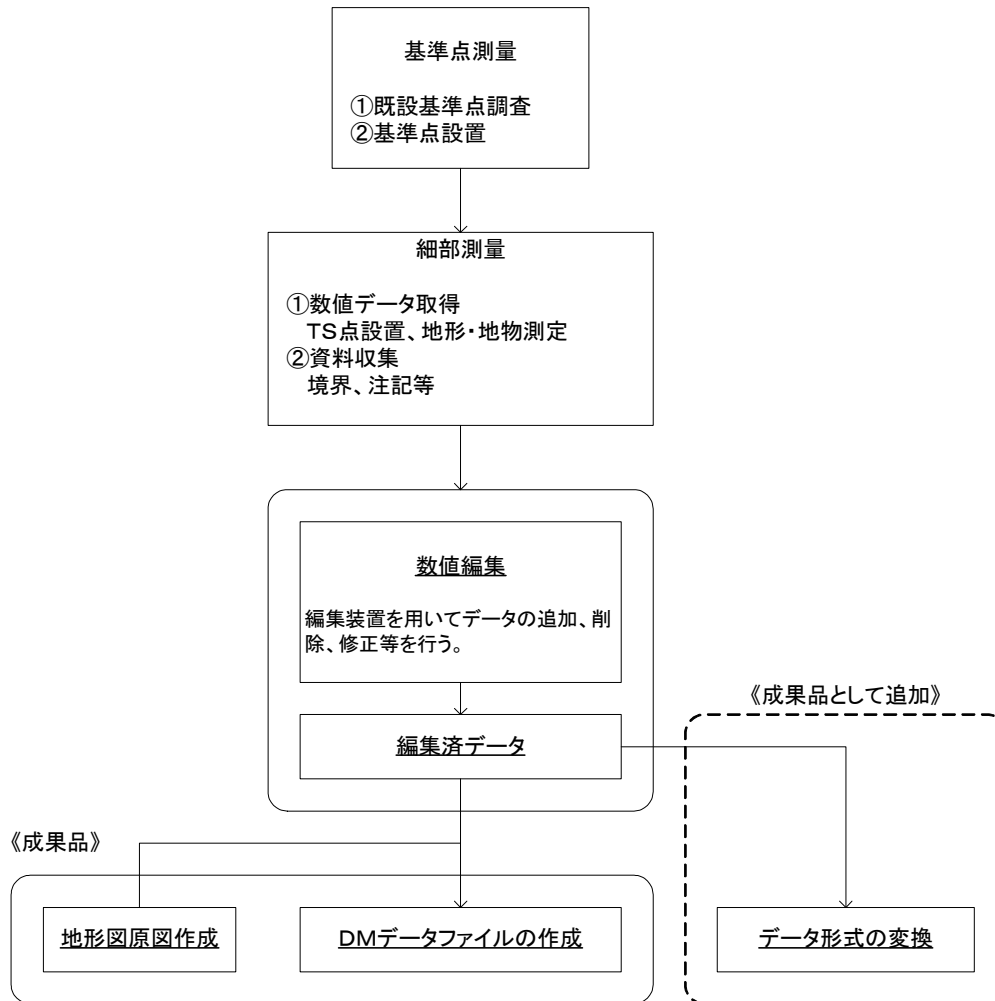 基準点測量
①既設基準点調査
②基準点設置
細部測量
①数値データ取得
TS点設置、地形・地物測定
②資料収集
境界、注記等
数値編集
編集装置を用いてデータの追加、削
除、修正等を行う。
《成果品として追加》
編集済データ
《成果品》
地形図原図作成
DMデータファイルの作成
データ形式の変換